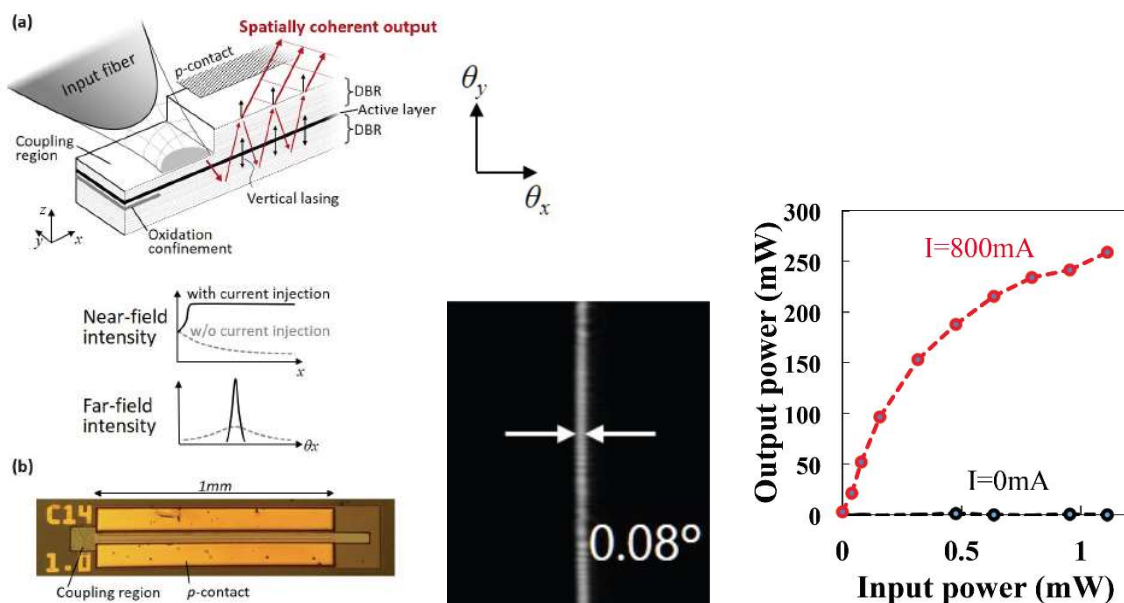 (a)
Spatially coherent output
Input fiber
p-contact
DBR
Active layer
DBR
Coupling
region
Vertical lasing
z
y
x
Oxidation
confinement
θy
θx
with current injection
Near-field
intensity
w/o current injection
x
Far-field
intensity
θx
(b)
1mm
C14
1.0
Coupling region
p-contact
0.08°
300
250
200
150
100
50
0
Output power (mW)
I=800mA
I=0mA
0
0.5
1
Input power (mW)